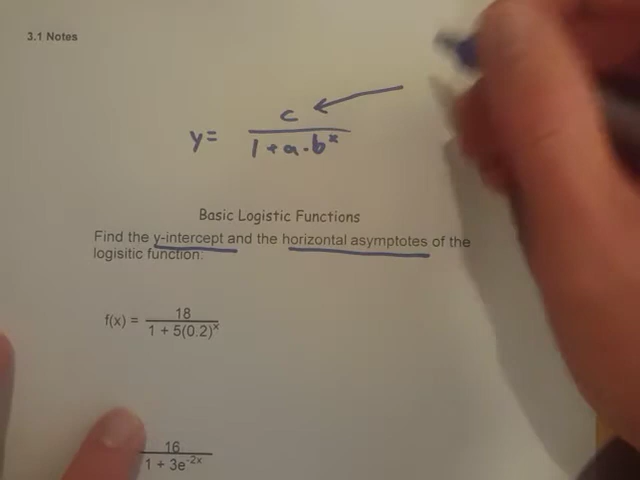 3.1 Notes
y= c
1+a·bˣ
Basic Logistic Functions
Find the y-intercept and the horizontal asymptotes of the
logisitic function:
f(x) = 18
1 + 5(0.2)ˣ
16
1 + 3e⁻²ˣ